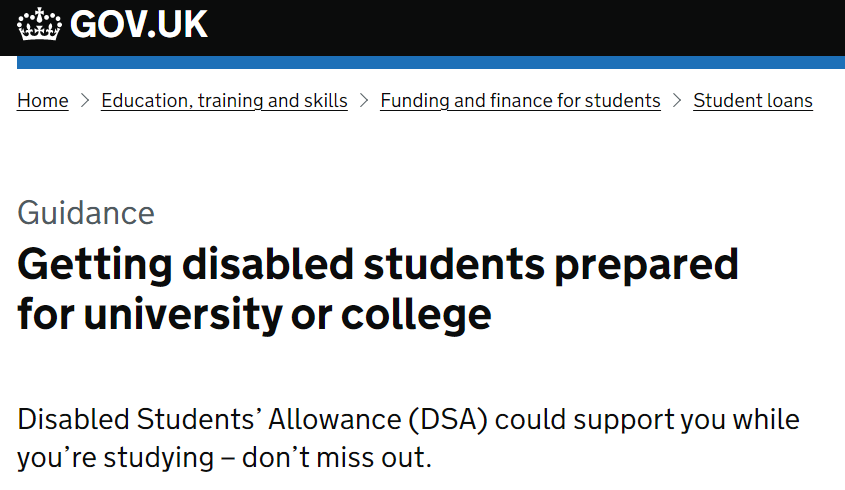 GOV.UK
Home > Education, training and skills > Funding and finance for students > Student loans
Guidance
Getting disabled students prepared
for university or college
Disabled Students’ Allowance (DSA) could support you while
you’re studying – don’t miss out.